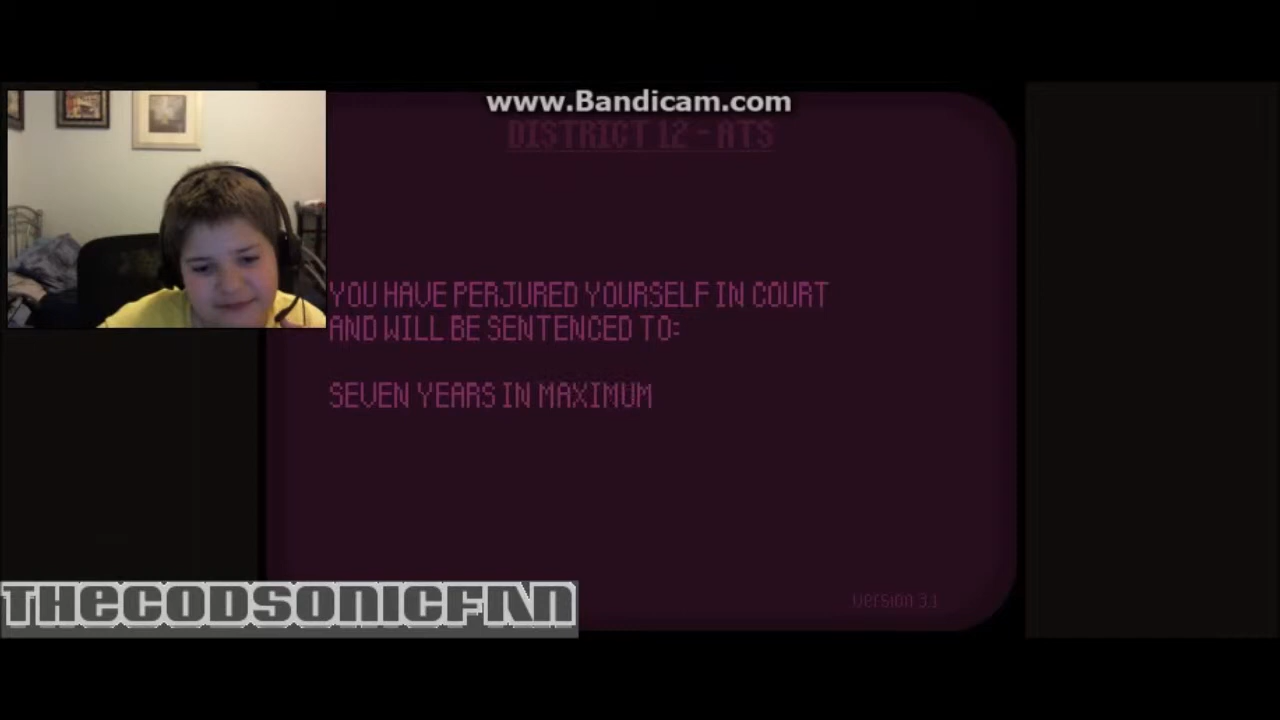 www.Bandicam.com
DISTRICT 12 - ATS
YOU HAVE PERJURED YOURSELF IN COURT
AND WILL BE SENTENCED TO:
SEVEN YEARS IN MAXIMUM
version 3.1
THECODSONICFAN